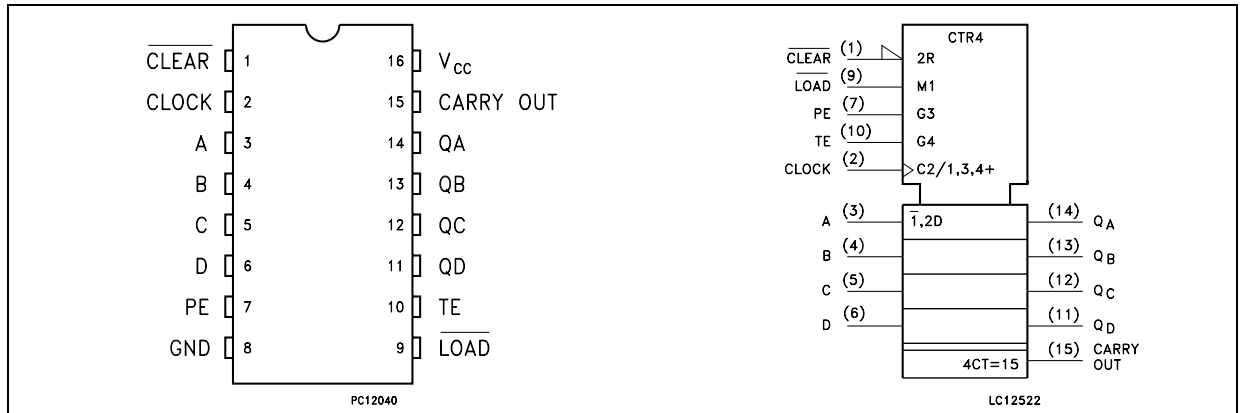 CLEAR 1 16 VCC
CLOCK 2 15 CARRY OUT
A 3 14 QA
B 4 13 QB
C 5 12 QC
D 6 11 QD
PE 7 10 TE
GND 8 9 LOAD
PC12040
CTR4
CLEAR (1) 2R
LOAD (9) M1
PE (7) G3
TE (10) G4
CLOCK (2) C2/1,3,4+
A (3) 1,2D (14) QA
B (4) (13) QB
C (5) (12) QC
D (6) (11) QD
4CT=15 (15) CARRY
OUT
LC12522